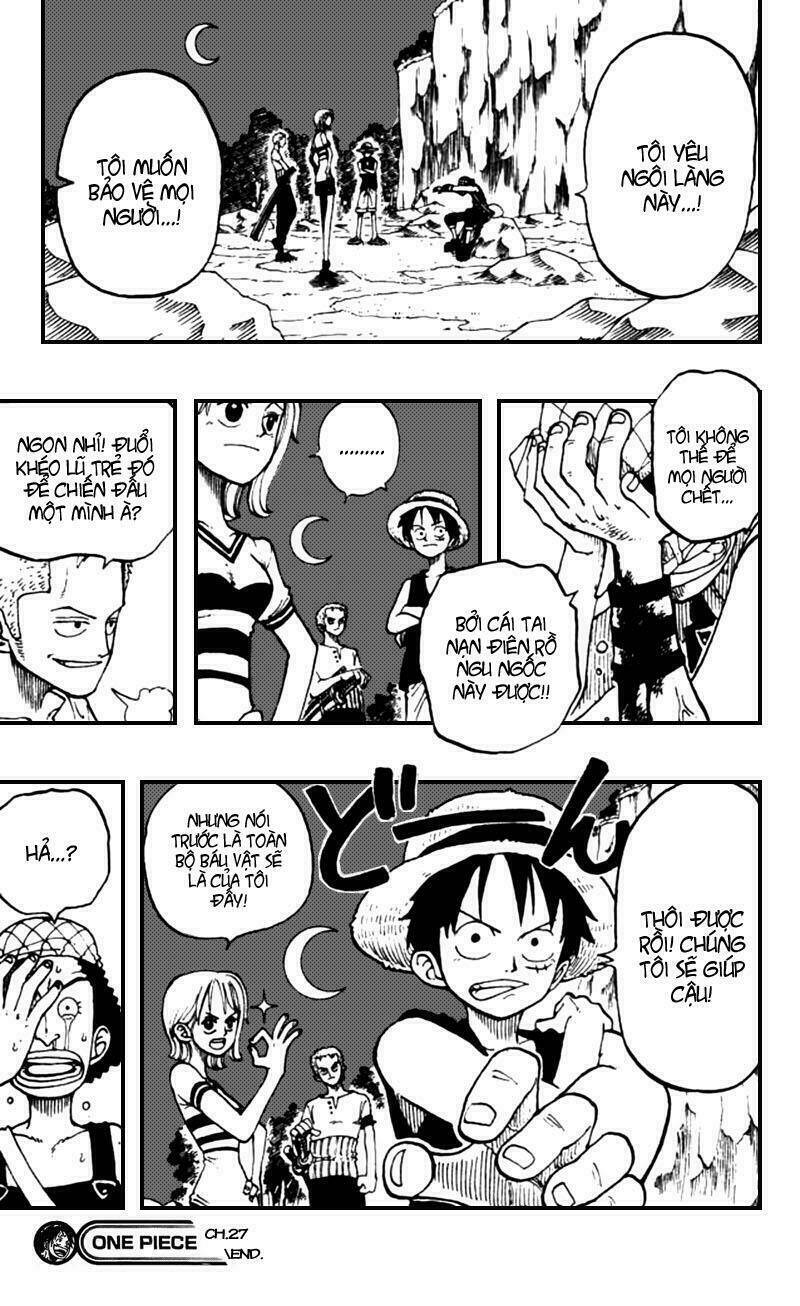 TÔI YÊU
NGÔI LÀNG
NÀY...!
TÔI MUỐN
BẢO VỆ MỌI
NGƯỜI...!
TÔI KHÔNG
THỂ ĐỂ
MỌI NGƯỜI
CHẾT...
..........
BỞI CÁI TAI
NẠN ĐIÊN RỒ
NGU NGỐC
NÀY ĐƯỢC!!
NGON NHỈ! ĐUỔI
KHÉO LŨ TRẺ ĐÓ
ĐỂ CHIẾN ĐẤU
MỘT MÌNH À?
THÔI ĐƯỢC
RỒI! CHÚNG
TÔI SẼ GIÚP
CẬU!
どーん
NHƯNG NÓI
TRƯỚC LÀ TOÀN
BỘ BÁU VẬT SẼ
LÀ CỦA TÔI
ĐẤY!
HẢ...?
ONE PIECE
CH.27
\END.